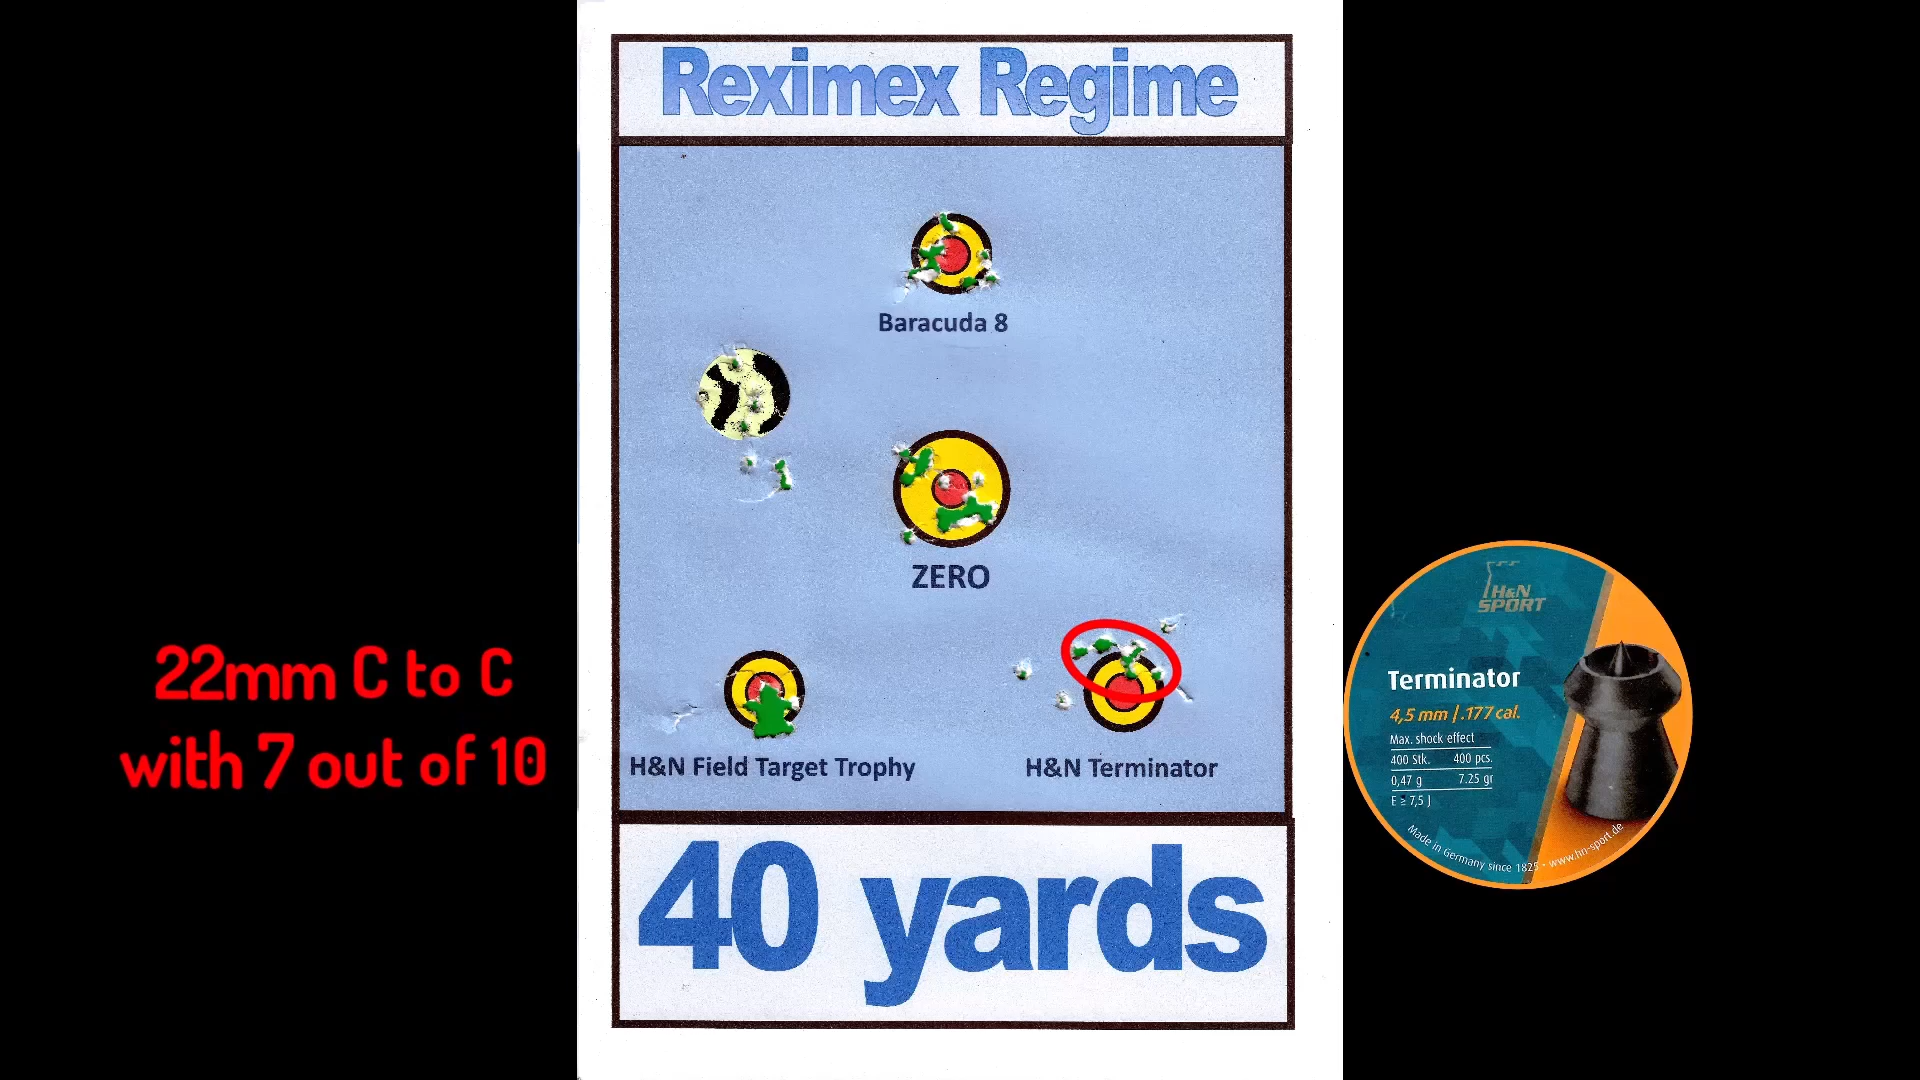 Reximex Regime
Baracuda 8
ZERO
22mm C to C
with 7 out of 10
H&N Field Target Trophy
H&N Terminator
40 yards
H&N
SPORT
Terminator
4,5 mm / .177 cal.
Max. shock effect
400 Stk. 400 pcs.
0,47 g 7.25 gr
E ≥ 7,5 J
Made in Germany since 1825 • www.hn-sport.de